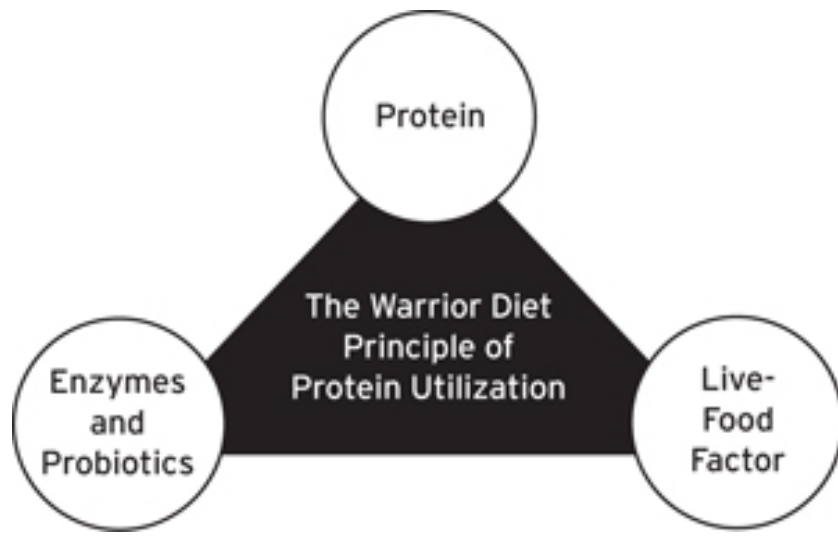 Protein
The Warrior Diet
Principle of
Protein Utilization
Enzymes
and
Probiotics
Live-
Food
Factor